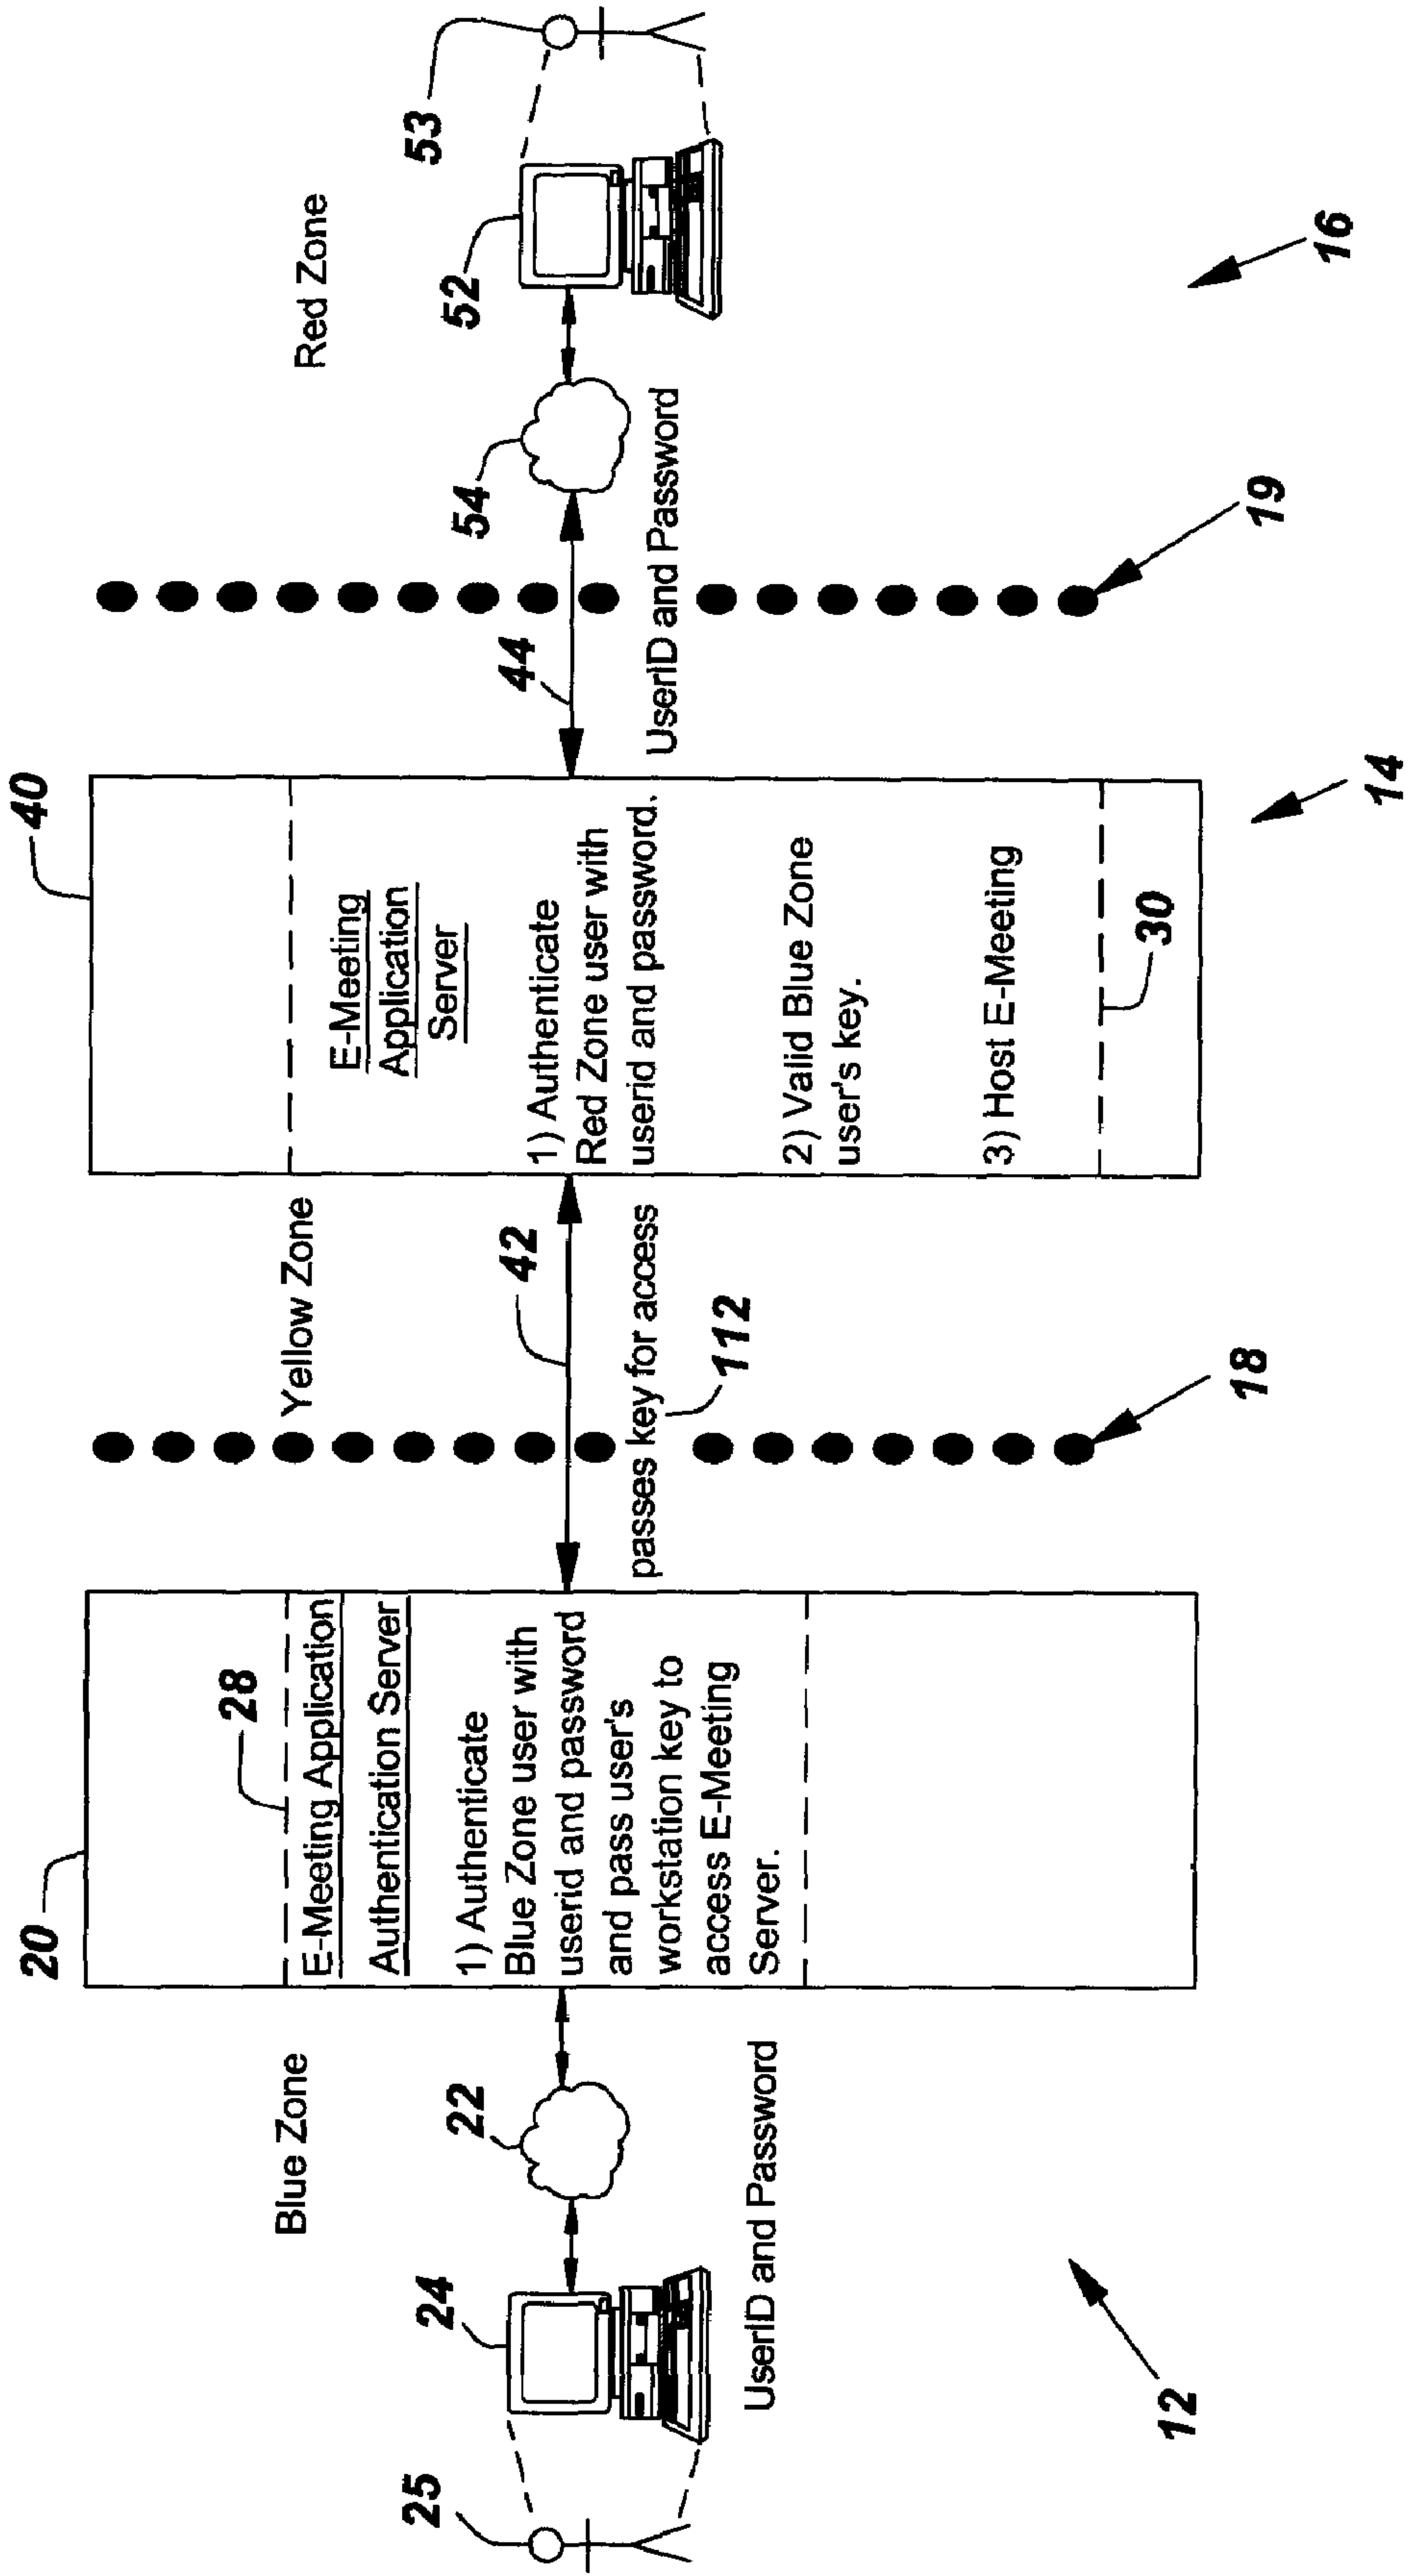 Blue Zone
Yellow Zone
Red Zone
20
28
40
25
24
22
42
44
54
52
53
E-Meeting Application
Authentication Server
1) Authenticate
Blue Zone user with
userid and password
and pass user's
workstation key to
access E-Meeting
Server.
UserID and Password
passes key for access
112
E-Meeting
Application
Server
1) Authenticate
Red Zone user with
userid and password.
2) Valid Blue Zone
user's key.
3) Host E-Meeting
30
UserID and Password
12
18
14
19
16